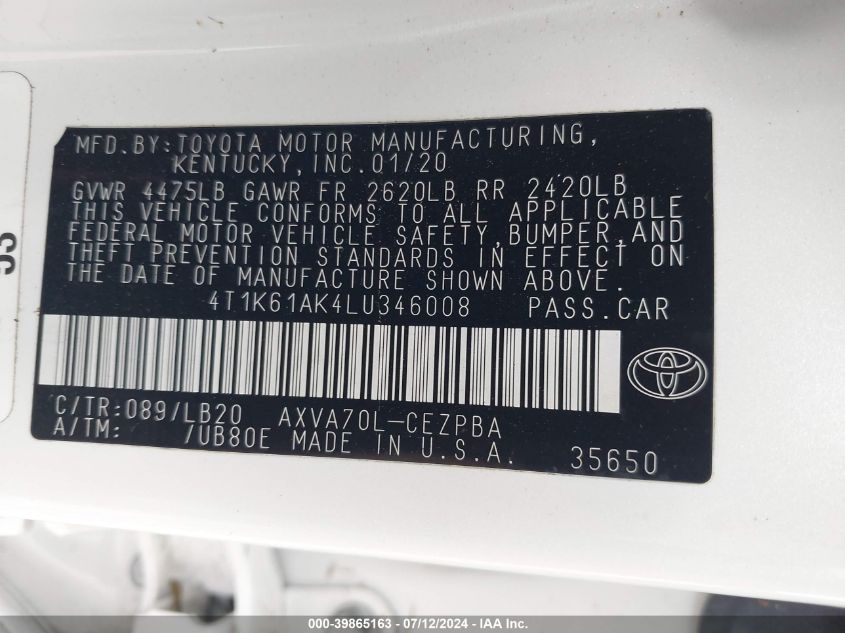 MFD.BY:TOYOTA MOTOR MANUFACTURING,
KENTUCKY,INC.01/20
GVWR 4475LB GAWR FR 2620LB RR 2420LB
THIS VEHICLE CONFORMS TO ALL APPLICABLE
FEDERAL MOTOR VEHICLE SAFETY,BUMPER,AND
THEFT PREVENTION STANDARDS IN EFFECT ON
THE DATE OF MANUFACTURE SHOWN ABOVE.
4T1K61AK4LU346008 PASS.CAR
C/TR:089/LB20 AXVA70L-CEZPBA
A/TM: /UB80E MADE IN U.S.A. 35650
000-39865163 - 07/12/2024 - IAA Inc.